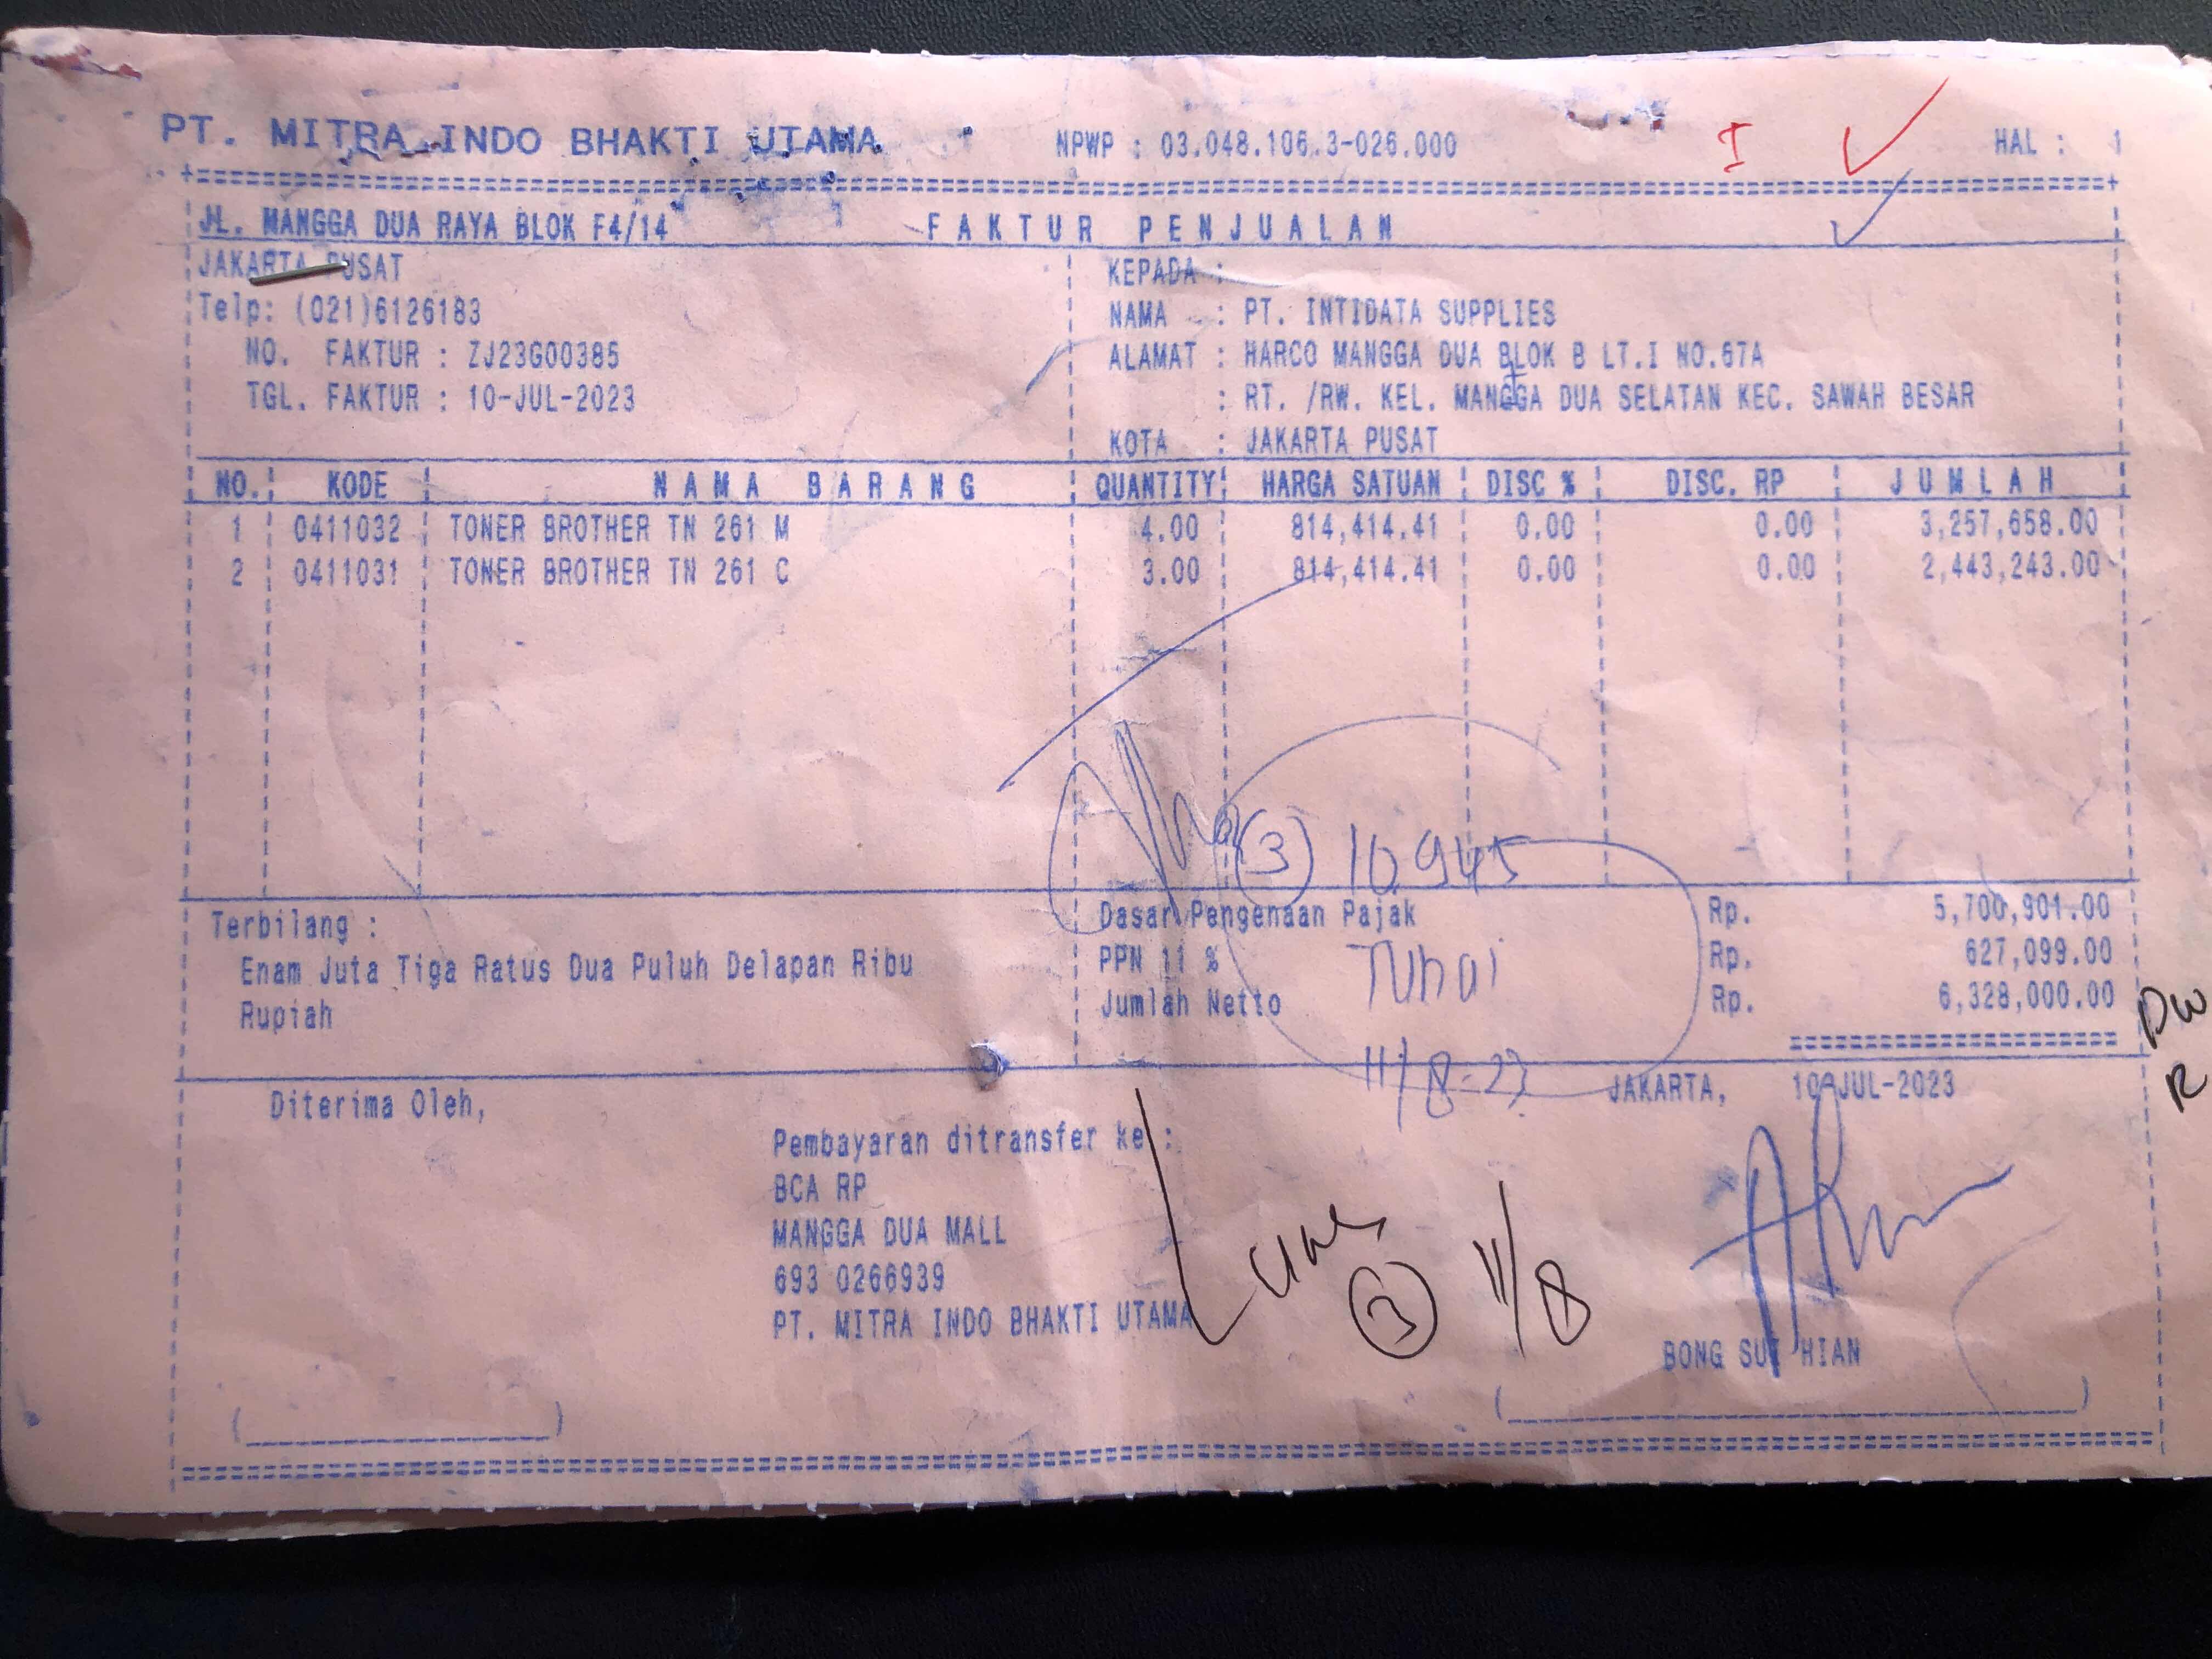 PT. MITRA INDO BHAKTI UTAMA NPWP : 03.048.106.3-026.000 I HAL : 1
JL. MANGGA DUA RAYA BLOK F4/14 FAKTUR PENJUALAN
JAKARTA PUSAT KEPADA :
Telp: (021)6126183 NAMA : PT. INTIDATA SUPPLIES
NO. FAKTUR : ZJ23G00385 ALAMAT : HARCO MANGGA DUA BLOK B LT.I NO.67A
TGL. FAKTUR : 10-JUL-2023 : RT. /RW. KEL. MANGGA DUA SELATAN KEC. SAWAH BESAR
KOTA : JAKARTA PUSAT
NO. KODE NAMA BARANG QUANTITY HARGA SATUAN DISC % DISC. RP JUMLAH
1 0411032 TONER BROTHER TN 261 M 4.00 814,414.41 0.00 0.00 3,257,658.00
2 0411031 TONER BROTHER TN 261 C 3.00 814,414.41 0.00 0.00 2,443,243.00
(3) 10945
Terbilang : Dasar Pengenaan Pajak Rp. 5,700,901.00
Enam Juta Tiga Ratus Dua Puluh Delapan Ribu PPN 11 % Tunai Rp. 627,099.00
Rupiah Jumlah Netto Rp. 6,328,000.00
DW
R
11/8-23
Diterima Oleh, JAKARTA, 10-JUL-2023
Pembayaran ditransfer ke :
BCA RP
MANGGA DUA MALL
693 0266939
PT. MITRA INDO BHAKTI UTAMA
Lunas
(3) 11/8
BONG SUI HIAN